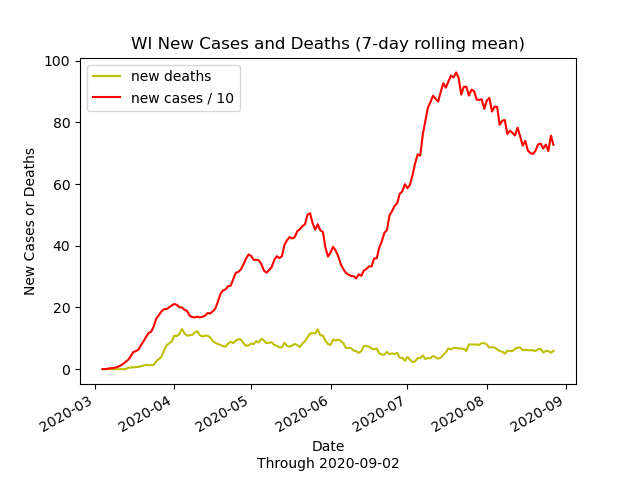 WI New Cases and Deaths (7-day rolling mean)
new deaths
new cases / 10
New Cases or Deaths
100
80
60
40
20
0
2020-03
2020-04
2020-05
2020-06
2020-07
2020-08
2020-09
Date
Through 2020-09-02